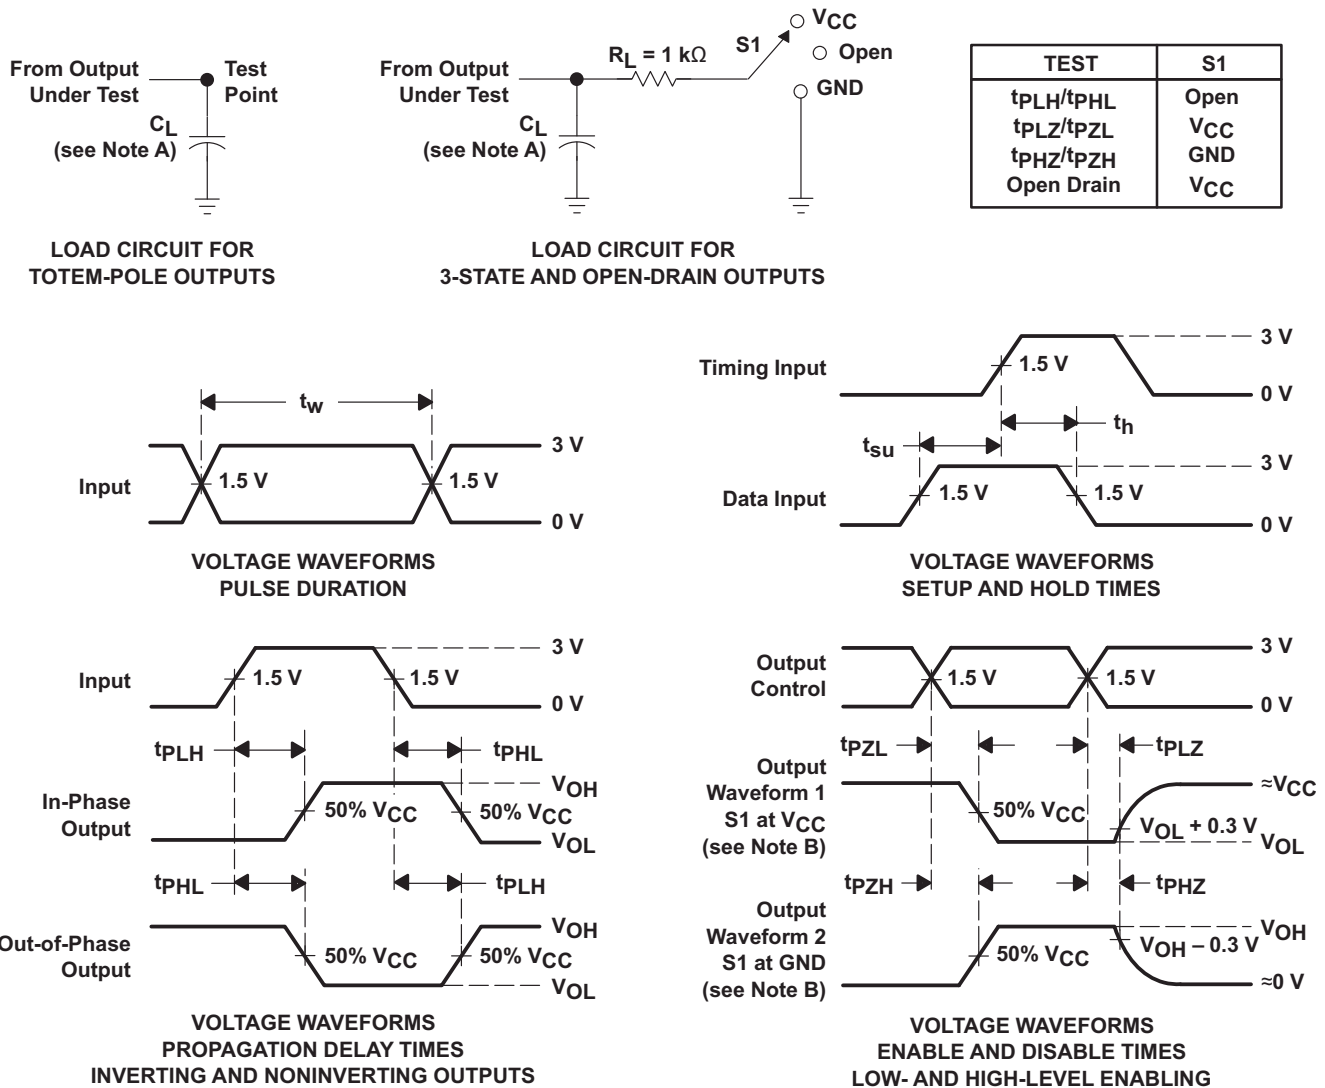 From Output
Under Test
Test
Point
CL
(see Note A)
LOAD CIRCUIT FOR
TOTEM-POLE OUTPUTS
From Output
Under Test
RL = 1 kΩ
S1
VCC
Open
GND
CL
(see Note A)
LOAD CIRCUIT FOR
3-STATE AND OPEN-DRAIN OUTPUTS
TEST S1
tPLH/tPHL Open
tPLZ/tPZL VCC
tPHZ/tPZH GND
Open Drain VCC
tw
Input
1.5 V
1.5 V
3 V
0 V
VOLTAGE WAVEFORMS
PULSE DURATION
Timing Input
1.5 V
3 V
0 V
tsu
th
Data Input
1.5 V
1.5 V
3 V
0 V
VOLTAGE WAVEFORMS
SETUP AND HOLD TIMES
Input
1.5 V
1.5 V
3 V
0 V
tPLH
tPHL
In-Phase
Output
50% VCC
50% VCC
VOH
VOL
tPHL
tPLH
Out-of-Phase
Output
50% VCC
50% VCC
VOH
VOL
VOLTAGE WAVEFORMS
PROPAGATION DELAY TIMES
INVERTING AND NONINVERTING OUTPUTS
Output
Control
1.5 V
1.5 V
3 V
0 V
tPZL
tPLZ
Output
Waveform 1
S1 at VCC
(see Note B)
50% VCC
VOL + 0.3 V
≈VCC
VOL
tPZH
tPHZ
Output
Waveform 2
S1 at GND
(see Note B)
50% VCC
VOH – 0.3 V
VOH
≈0 V
VOLTAGE WAVEFORMS
ENABLE AND DISABLE TIMES
LOW- AND HIGH-LEVEL ENABLING